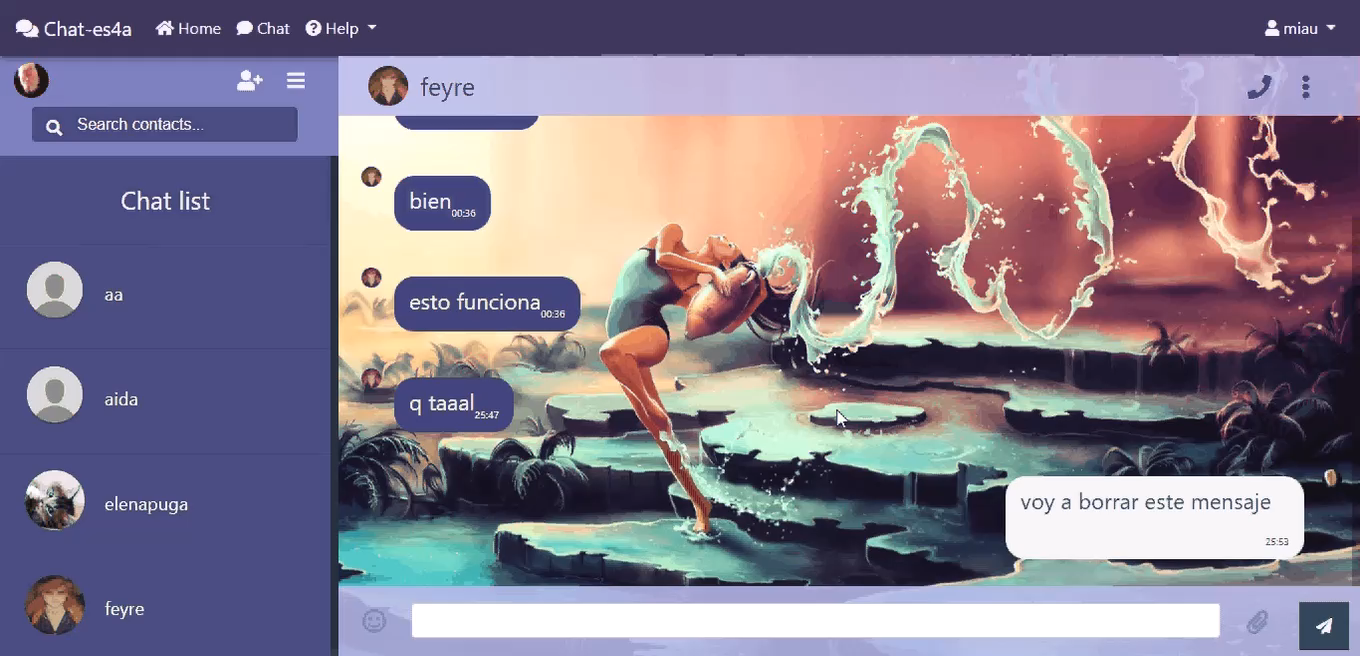 Chat-es4a
Home
Chat
Help
miau
Search contacts...
Chat list
aa
aida
elenapuga
feyre
feyre
bien
00:36
esto funciona
00:36
q taaal
25:47
voy a borrar este mensaje
25:53